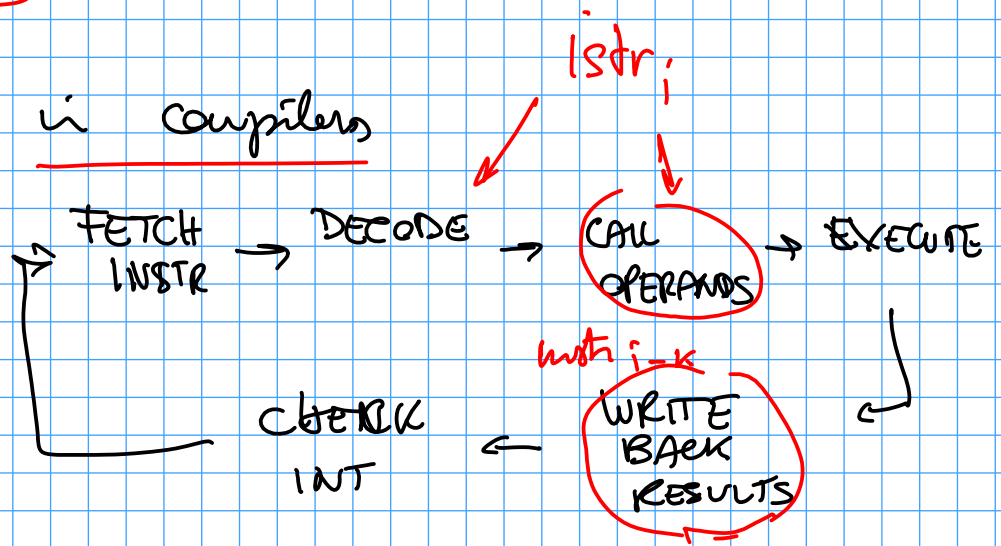 istr i
in compilers
FETCH INSTR
DECODE
CALL OPERANDS
EXECUTE
instr i-k
WRITE BACK RESULTS
CHECK INT